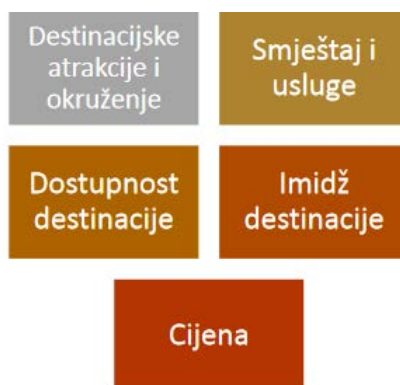 Destinacijske
atrakcije i
okruženje
Smještaj i
usluge
Dostupnost
destinacije
Imidž
destinacije
Cijena